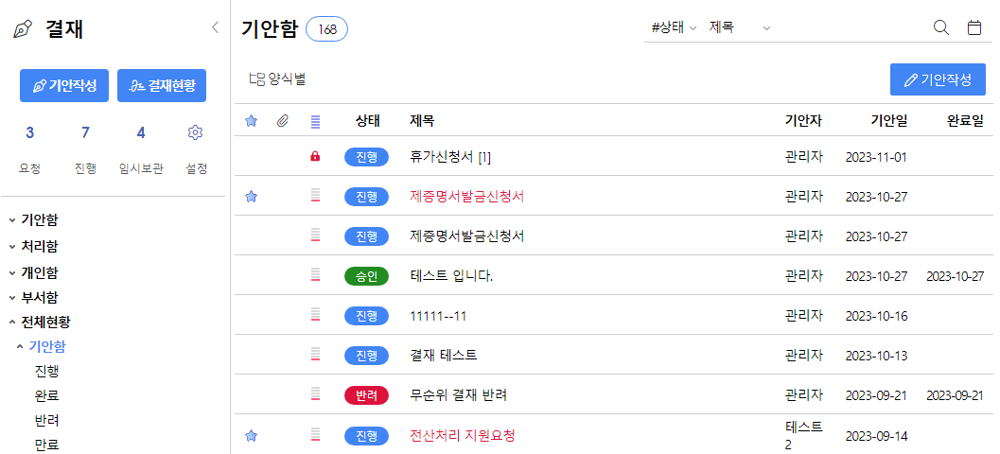 결재
기안작성 결재현황
3 7 4
요청 진행 임시보관 설정
기안함
처리함
개인함
부서함
전체현황
기안함
진행
완료
반려
만료
기안함 168
#상태 제목
양식별 기안작성
상태 제목 기안자 기안일 완료일
진행 휴가신청서 [1] 관리자 2023-11-01
진행 제증명서발금신청서 관리자 2023-10-27
진행 제증명서발금신청서 관리자 2023-10-27
승인 테스트 입니다. 관리자 2023-10-27 2023-10-27
진행 11111--11 관리자 2023-10-16
진행 결재 테스트 관리자 2023-10-13
반려 무순위 결재 반려 관리자 2023-09-21 2023-09-21
진행 전산처리 지원요청 테스트 2023-09-14
2